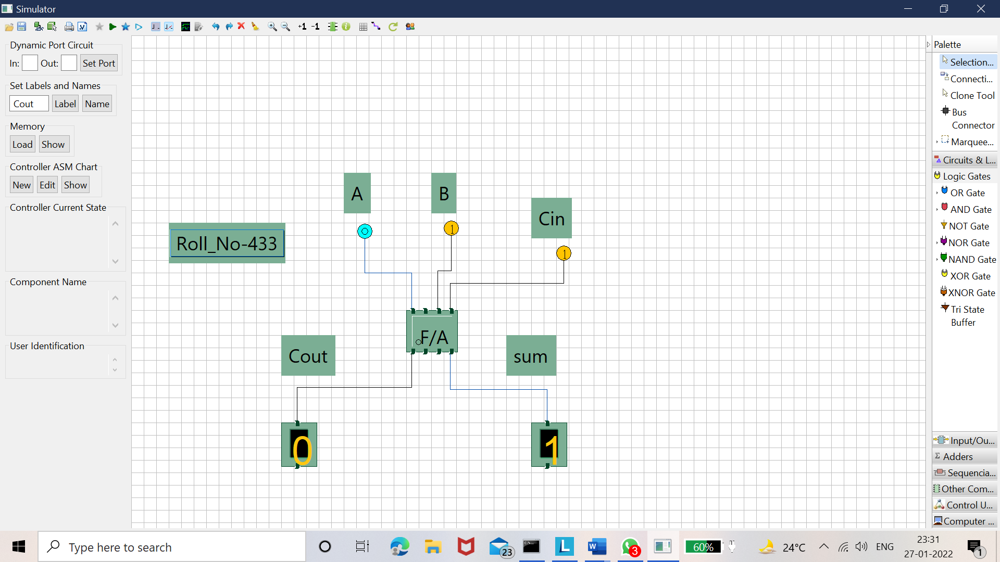 Simulator
+1 -1
Dynamic Port Circuit
In: Out: Set Port
Set Labels and Names
Cout Label Name
Memory
Load Show
Controller ASM Chart
New Edit Show
Controller Current State
Component Name
User Identification
A
B
Cin
1
1
Roll_No-433
F/A
Cout
sum
0
1
Palette
Selection...
Connecti...
Clone Tool
Bus
Connector
Marquee...
Circuits & L...
Logic Gates
OR Gate
AND Gate
NOT Gate
NOR Gate
NAND Gate
XOR Gate
XNOR Gate
Tri State
Buffer
Input/Ou...
Adders
Sequencia...
Other Com...
Control U...
Computer ...
Type here to search
23
3
60%
24°C
ENG
23:31
27-01-2022
1